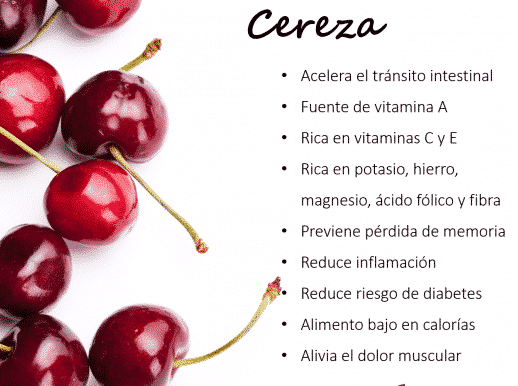 Cereza
• Acelera el tránsito intestinal
• Fuente de vitamina A
• Rica en vitaminas C y E
• Rica en potasio, hierro,
magnesio, ácido fólico y fibra
• Previene pérdida de memoria
• Reduce inflamación
• Reduce riesgo de diabetes
• Alimento bajo en calorías
• Alivia el dolor muscular